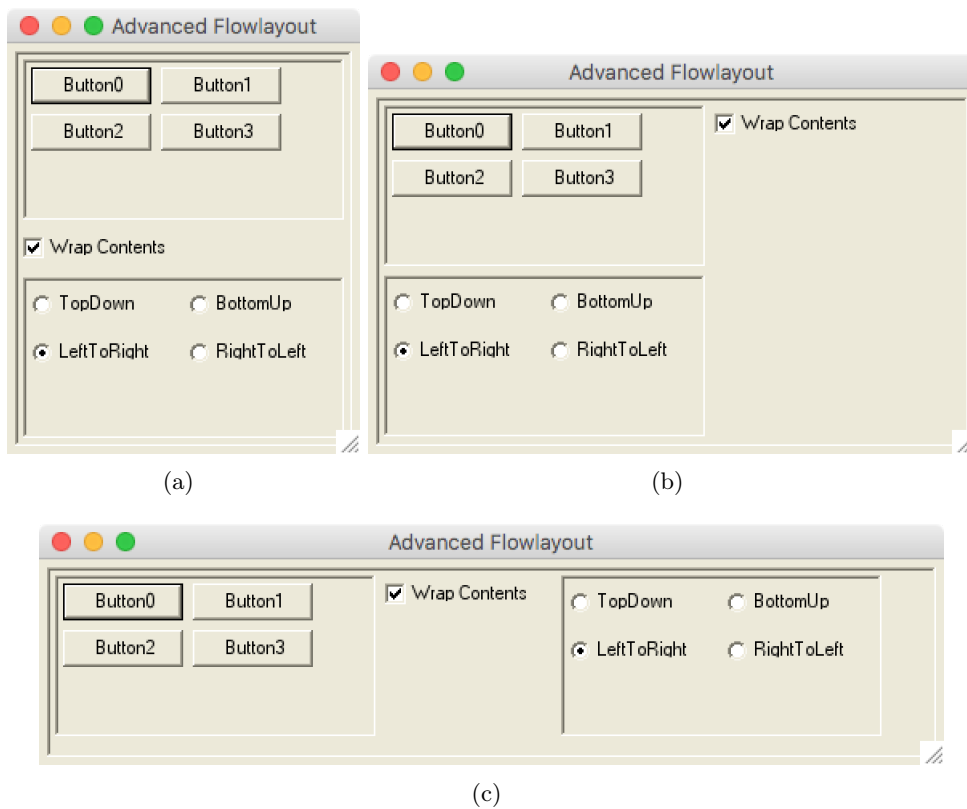 Advanced Flowlayout
Button0 Button1
Button2 Button3
Wrap Contents
TopDown BottomUp
LeftToRight RightToLeft
(a)
Advanced Flowlayout
Button0 Button1
Wrap Contents
Button2 Button3
TopDown BottomUp
LeftToRight RightToLeft
(b)
Advanced Flowlayout
Button0 Button1
Wrap Contents
TopDown BottomUp
Button2 Button3
LeftToRight RightToLeft
(c)